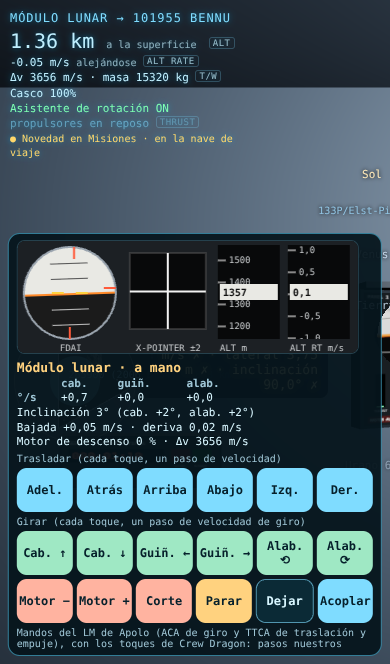 MÓDULO LUNAR → 101955 BENNU
1.36 km a la superficie ALT
-0.05 m/s alejándose ALT RATE
Δv 3656 m/s · masa 15320 kg T/W
Casco 100%
Asistente de rotación ON
propulsores en reposo THRUST
● Novedad en Misiones · en la nave de
viaje
Sol
133P/Elst-Pi
1500
1400
1357
1300
1200
1,0
0,5
0,1
-0,5
-1,0
FDAI
X-POINTER ±2
ALT m
ALT RT m/s
Módulo lunar · a mano
cab. guiñ. alab.
°/s +0,7 +0,0 +0,0
Inclinación 3° (cab. +2°, alab. +2°)
Bajada +0,05 m/s · deriva 0,02 m/s
Motor de descenso 0 % · Δv 3656 m/s
Trasladar (cada toque, un paso de velocidad)
Adel. Atrás Arriba Abajo Izq. Der.
Girar (cada toque, un paso de velocidad de giro)
Cab. ↑ Cab. ↓ Guiñ. ← Guiñ. → Alab. ⟲ Alab. ⟳
Motor − Motor + Corte Parar Dejar Acoplar
Mandos del LM de Apolo (ACA de giro y TTCA de traslación y
empuje), con los toques de Crew Dragon: pasos nuestros